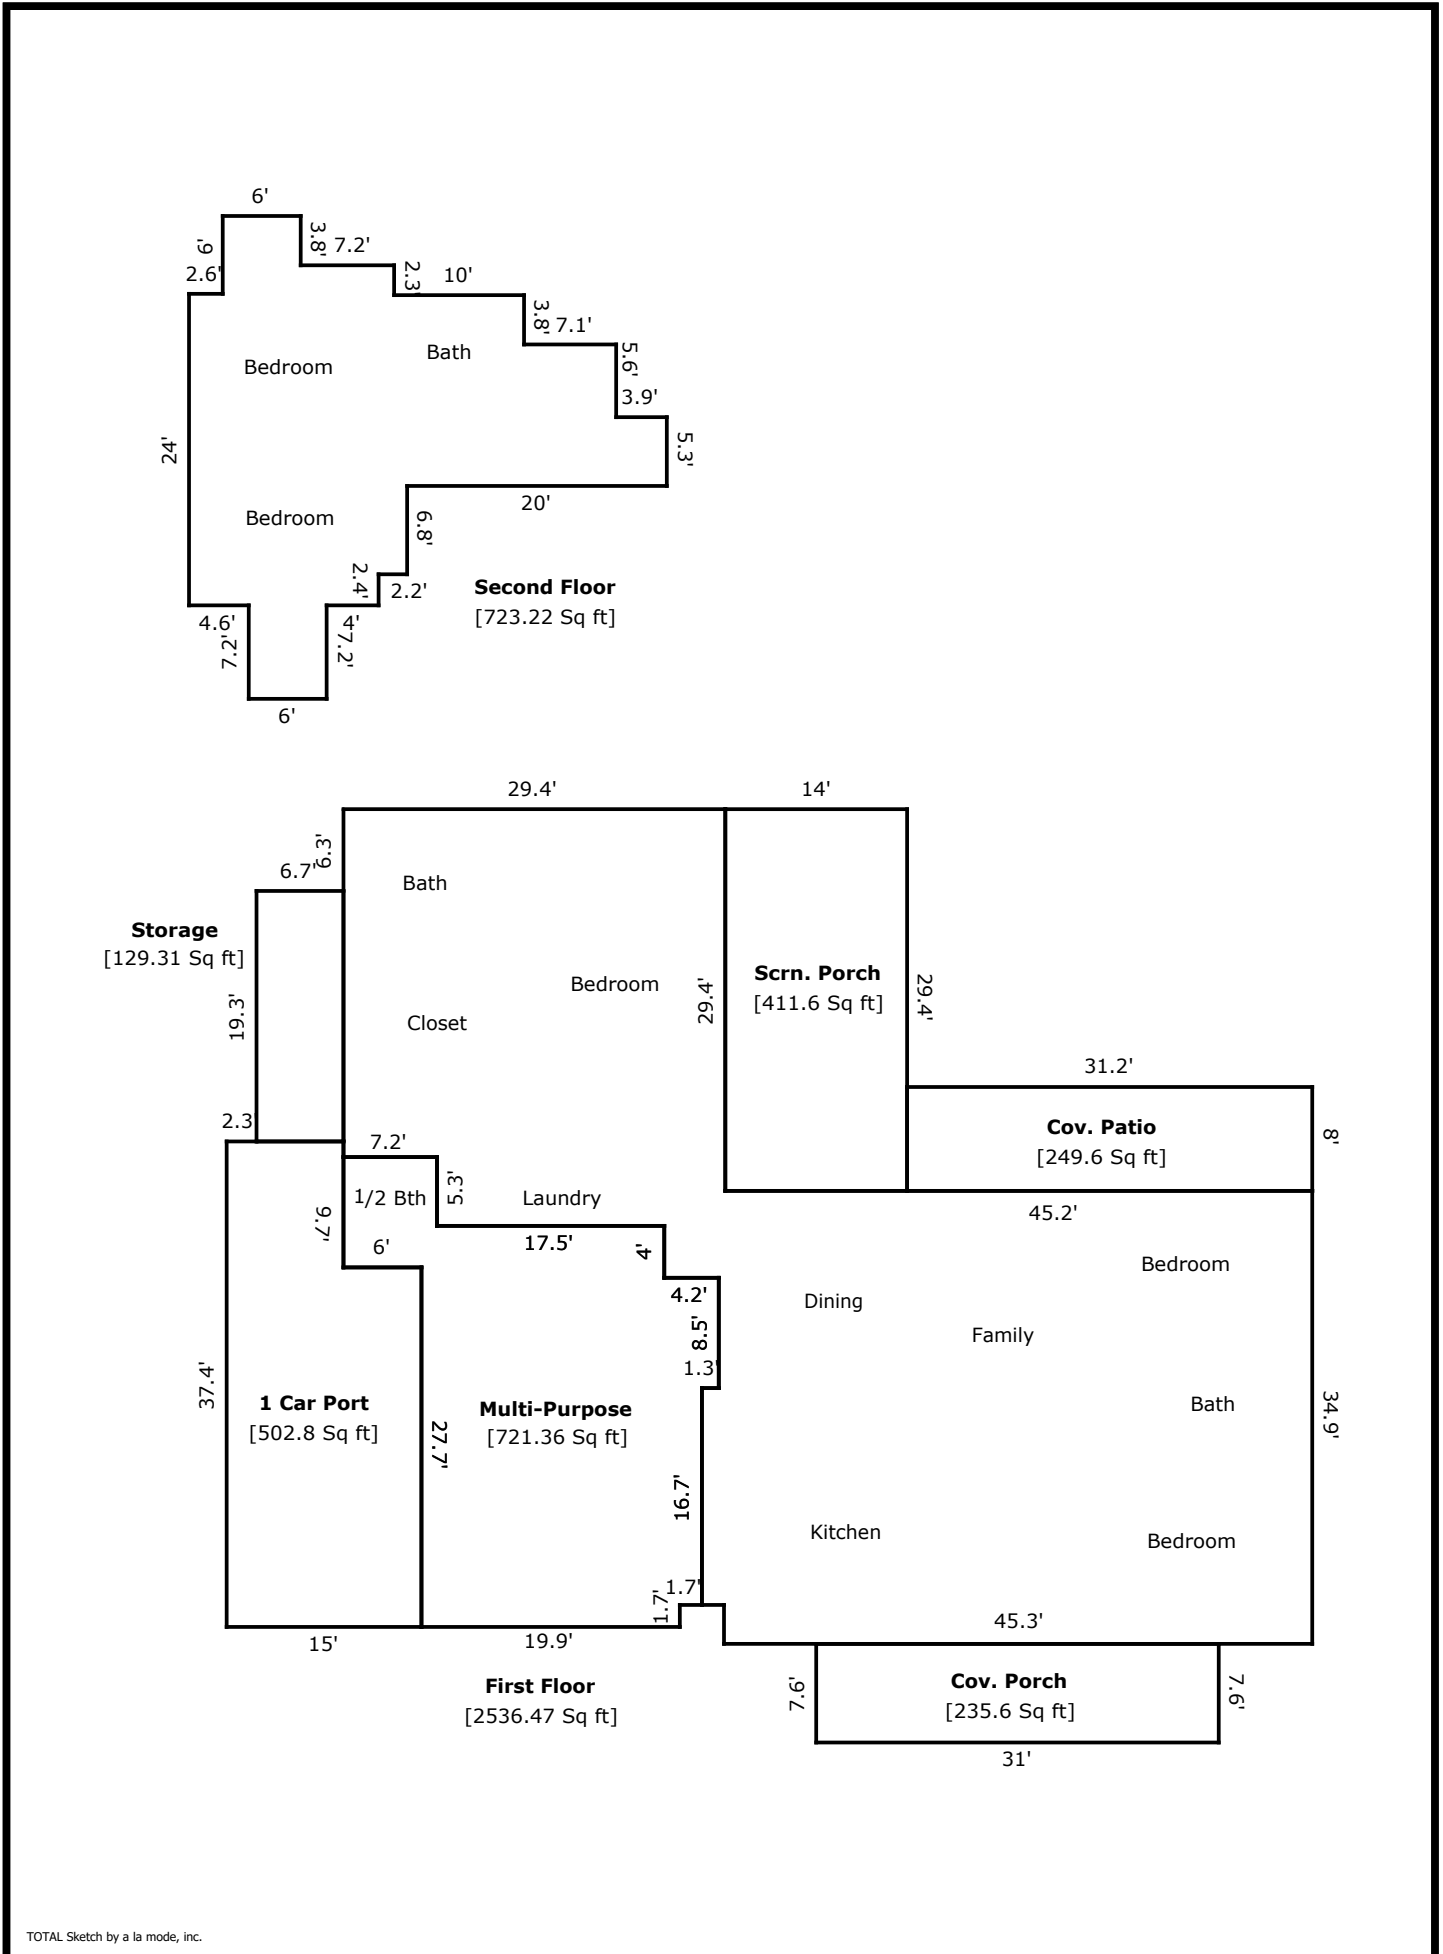 6'
6'
3.8'
7.2'
2.6'
2.3'
10'
3.8'
7.1'
Bedroom
Bath
5.6'
3.9'
24'
5.3'
20'
Bedroom
6.8'
2.4'
2.2'
Second Floor
[723.22 Sq ft]
4.6'
4'
7.2'
7.2'
6'
29.4'
14'
6.3'
6.7'
Bath
Storage
[129.31 Sq ft]
Bedroom
Scrn. Porch
[411.6 Sq ft]
29.4'
29.4'
19.3'
Closet
31.2'
2.3'
7.2'
Cov. Patio
[249.6 Sq ft]
8'
1/2 Bth
5.3'
Laundry
45.2'
9.7'
6'
17.5'
4'
Bedroom
4.2'
Dining
8.5'
Family
1.3'
37.4'
1 Car Port
[502.8 Sq ft]
Multi-Purpose
[721.36 Sq ft]
27.7'
Bath
34.9'
16.7'
Kitchen
Bedroom
1.7'
1.7'
45.3'
15'
19.9'
First Floor
[2536.47 Sq ft]
7.6'
Cov. Porch
[235.6 Sq ft]
7.6'
31'
TOTAL Sketch by a la mode, inc.